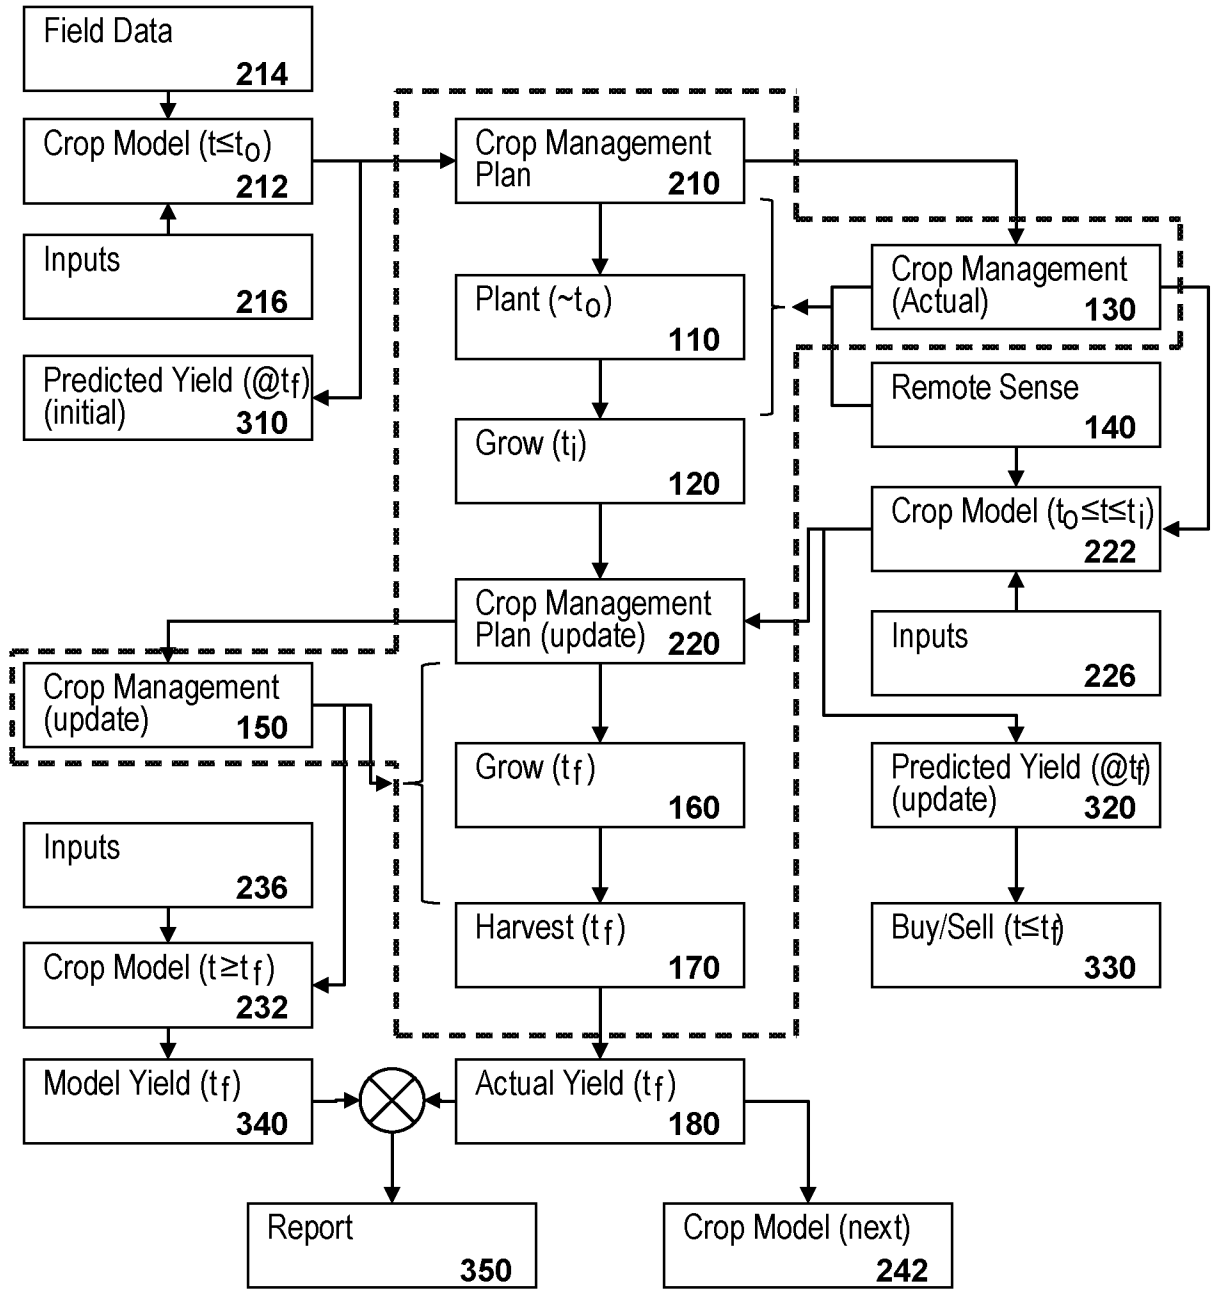 Field Data
214
Crop Model (t≤t₀)
212
Inputs
216
Predicted Yield (@tf)
(initial)
310
Crop Management
Plan
210
Plant (~t₀)
110
Grow (ti)
120
Crop Management
(Actual)
130
Remote Sense
140
Crop Model (t₀≤t≤ti)
222
Inputs
226
Crop Management
Plan (update)
220
Crop Management
(update)
150
Grow (tf)
160
Predicted Yield (@tf)
(update)
320
Inputs
236
Harvest (tf)
170
Buy/Sell (t≤tf)
330
Crop Model (t≥tf)
232
Model Yield (tf)
340
Actual Yield (tf)
180
Report
350
Crop Model (next)
242